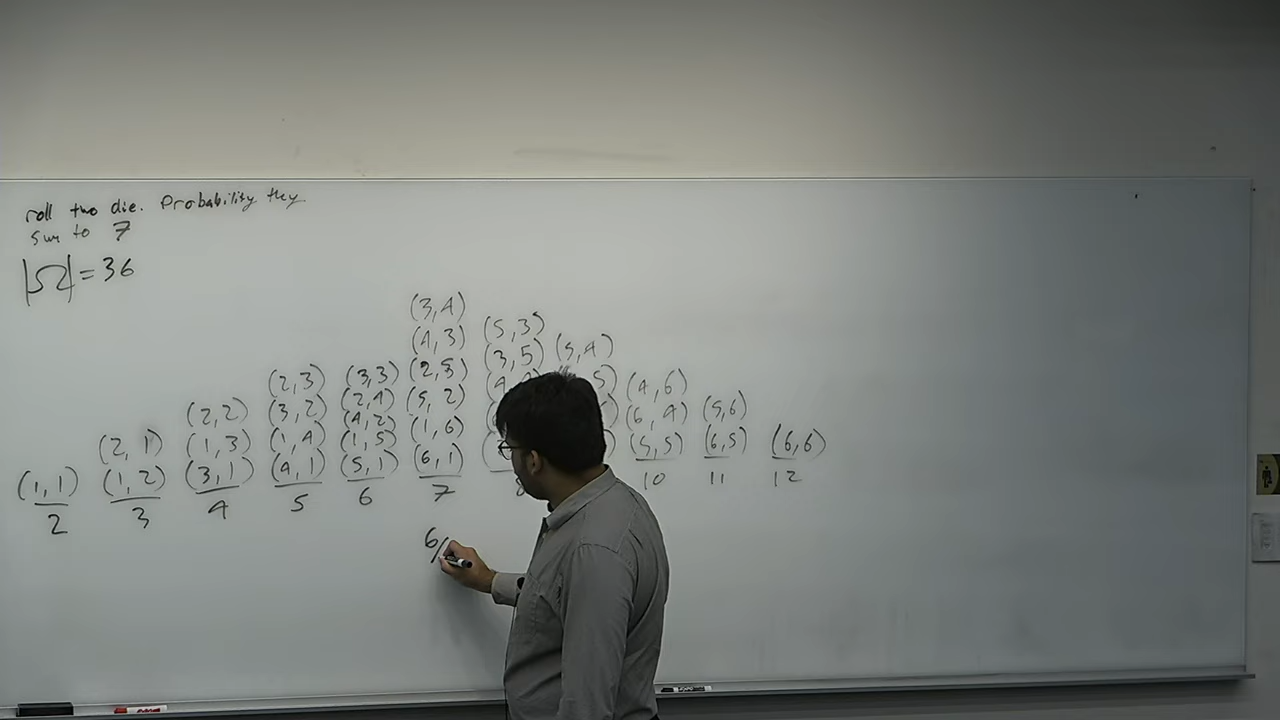 roll two die. Probability they
sum to 7
|Ω| = 36
(3,4)
(4,3) (5,3)
(2,5) (3,5) (5,4)
(2,3) (3,3) (5,2) (4,6)
(2,2) (3,2) (2,4) (1,6) (6,4) (5,6)
(2,1) (1,3) (1,4) (4,2) (6,1) (5,5) (6,5) (6,6)
(1,1) (1,2) (3,1) (4,1) (1,5)
(5,1)
2 3 4 5 6 7 10 11 12
6/